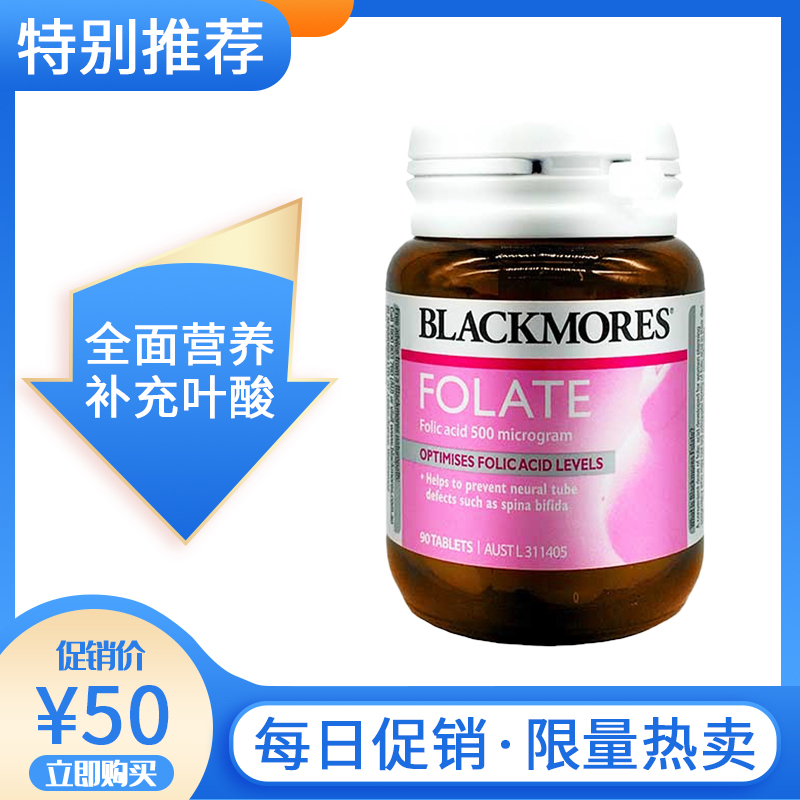 特别推荐
全面营养
补充叶酸
BLACKMORES®
FOLATE
Folic acid 500 microgram
OPTIMISES FOLIC ACID LEVELS
* Helps to prevent neural tube
defects such as spina bifida
90 TABLETS | AUST L 311405
促销价
¥50
立即购买
每日促销·限量热卖